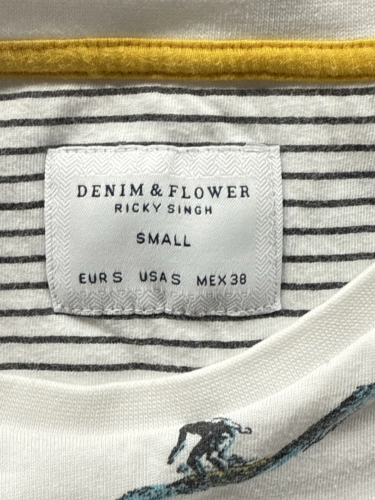 DENIM & FLOWER
RICKY SINGH
SMALL
EUR S USA S MEX 38